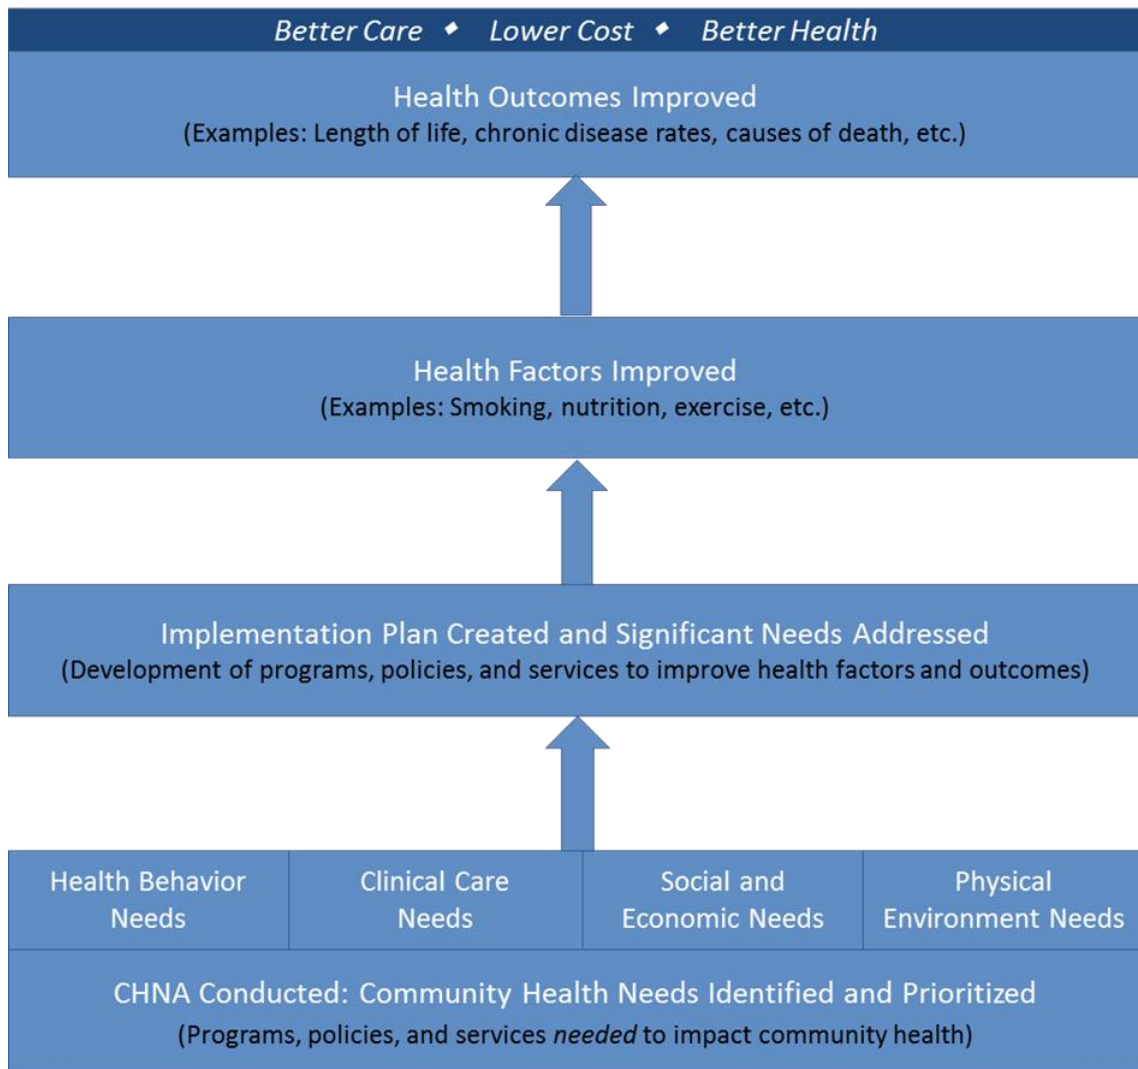 Better Care ◆ Lower Cost ◆ Better Health
Health Outcomes Improved
(Examples: Length of life, chronic disease rates, causes of death, etc.)
Health Factors Improved
(Examples: Smoking, nutrition, exercise, etc.)
Implementation Plan Created and Significant Needs Addressed
(Development of programs, policies, and services to improve health factors and outcomes)
Health Behavior
Needs
Clinical Care
Needs
Social and
Economic Needs
Physical
Environment Needs
CHNA Conducted: Community Health Needs Identified and Prioritized
(Programs, policies, and services needed to impact community health)